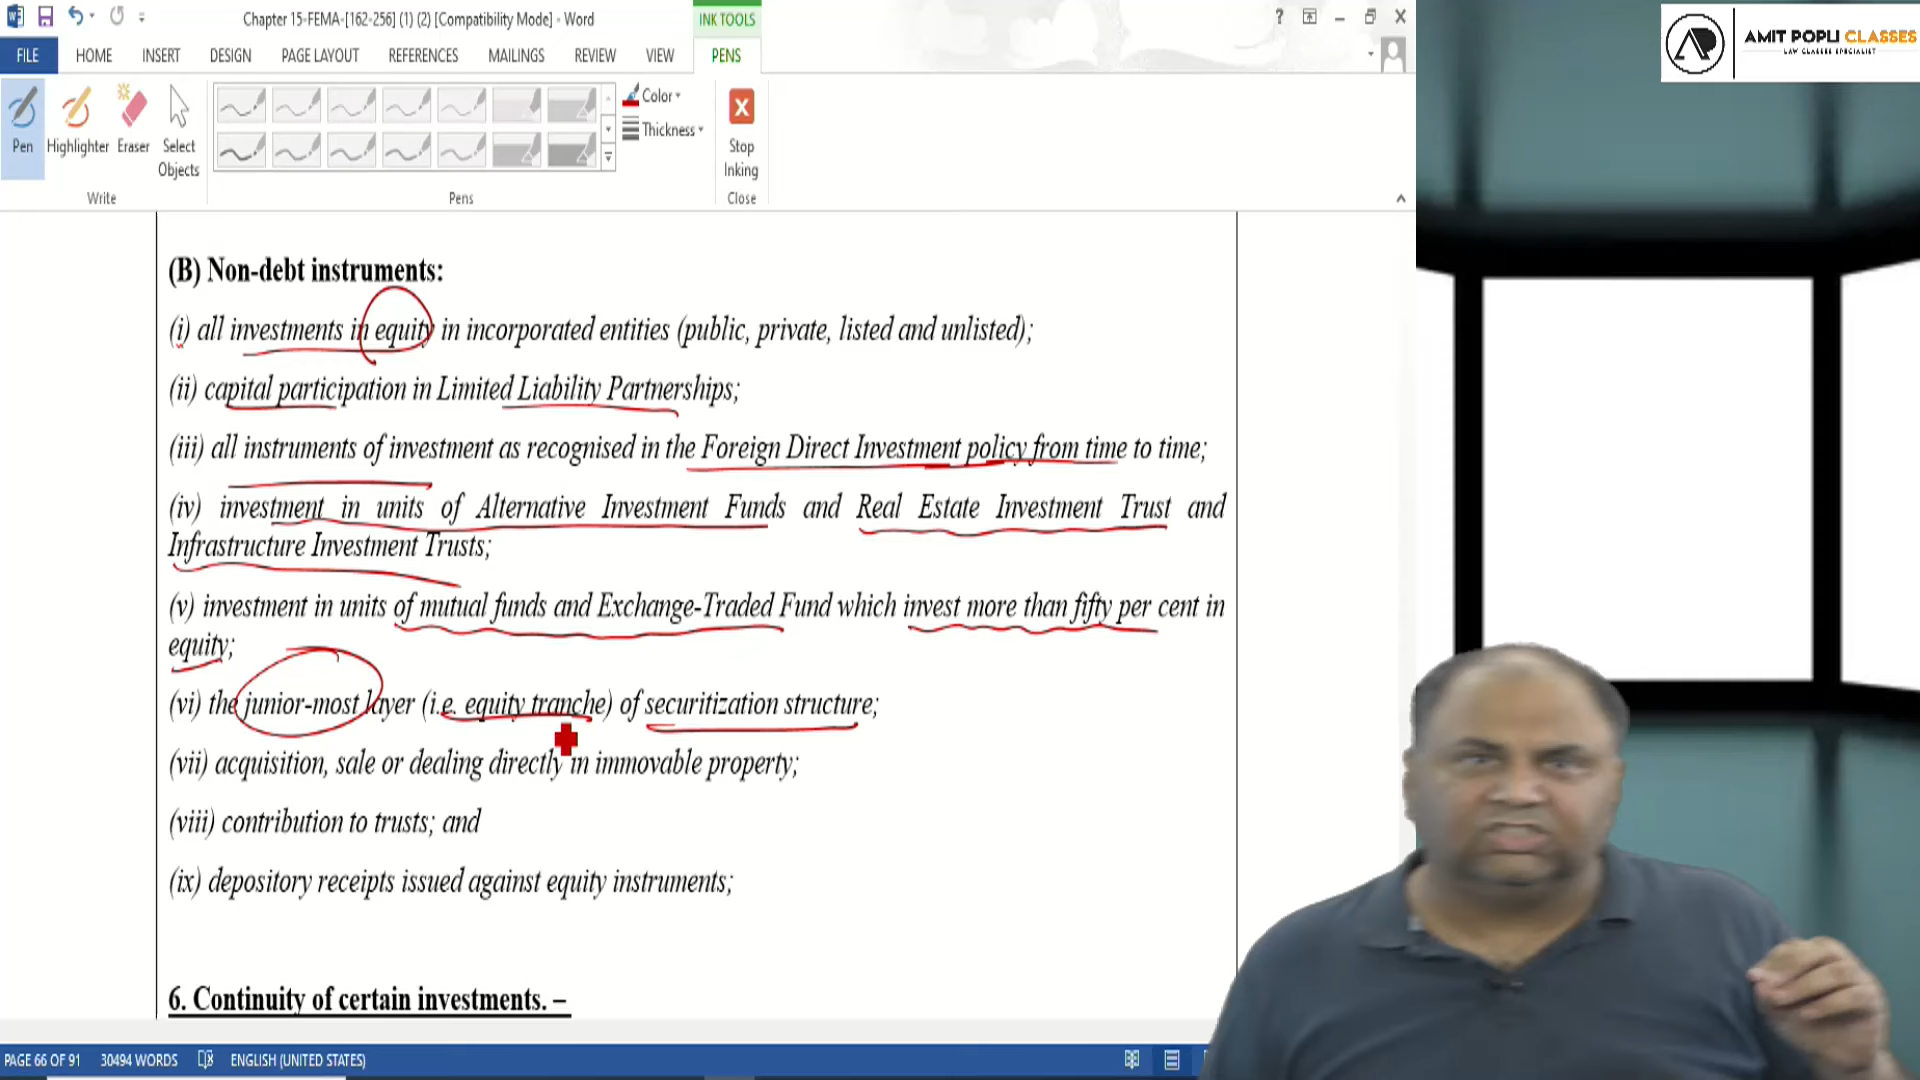 Chapter 15-FEMA-[162-256] (1) (2) [Compatibility Mode] - Word
INK TOOLS
FILE HOME INSERT DESIGN PAGE LAYOUT REFERENCES MAILINGS REVIEW VIEW PENS
Pen Highlighter Eraser Select Objects
Color
Thickness
Stop Inking
Write Pens Close
AMIT POPLI CLASSES
LAW CLASSES SPECIALIST
(B) Non-debt instruments:
(i) all investments in equity in incorporated entities (public, private, listed and unlisted);
(ii) capital participation in Limited Liability Partnerships;
(iii) all instruments of investment as recognised in the Foreign Direct Investment policy from time to time;
(iv) investment in units of Alternative Investment Funds and Real Estate Investment Trust and
Infrastructure Investment Trusts;
(v) investment in units of mutual funds and Exchange-Traded Fund which invest more than fifty per cent in
equity;
(vi) the junior-most layer (i.e. equity tranche) of securitization structure;
(vii) acquisition, sale or dealing directly in immovable property;
(viii) contribution to trusts; and
(ix) depository receipts issued against equity instruments;
6. Continuity of certain investments. –
PAGE 66 OF 91 30494 WORDS ENGLISH (UNITED STATES)